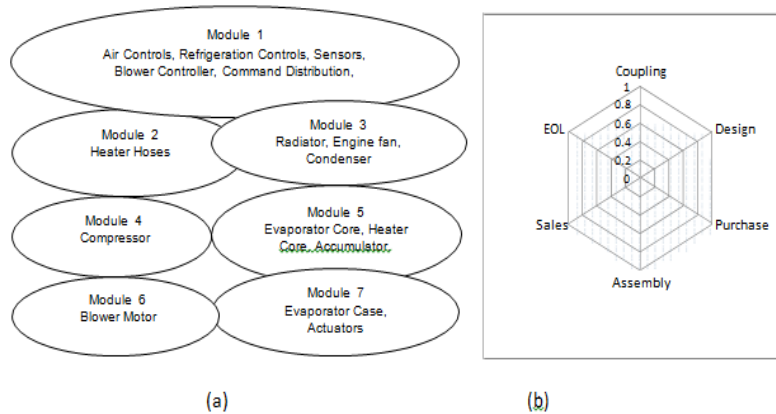 Module 1
Air Controls, Refrigeration Controls, Sensors,
Blower Controller, Command Distribution,
Module 2
Heater Hoses
Module 3
Radiator, Engine fan,
Condenser
Module 4
Compressor
Module 5
Evaporator Core, Heater
Core, Accumulator,
Module 6
Blower Motor
Module 7
Evaporator Case,
Actuators
(a)
Coupling
1
0.8
0.6
0.4
0.2
0
Design
Purchase
Assembly
Sales
EOL
(b)